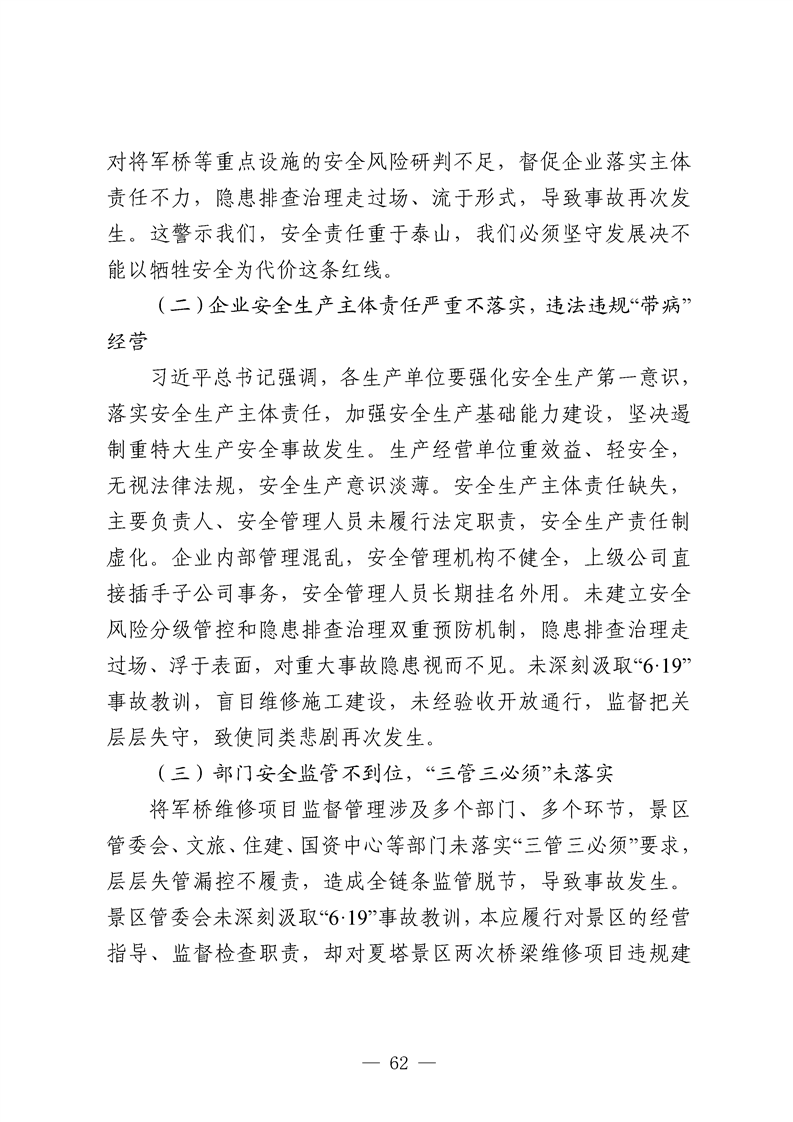 对将军桥等重点设施的安全风险研判不足，督促企业落实主体
责任不力，隐患排查治理走过场、流于形式，导致事故再次发
生。这警示我们，安全责任重于泰山，我们必须坚守发展决不
能以牺牲安全为代价这条红线。
（二）企业安全生产主体责任严重不落实，违法违规“带病”
经营
习近平总书记强调，各生产单位要强化安全生产第一意识，
落实安全生产主体责任，加强安全生产基础能力建设，坚决遏
制重特大生产安全事故发生。生产经营单位重效益、轻安全，
无视法律法规，安全生产意识淡薄。安全生产主体责任缺失，
主要负责人、安全管理人员未履行法定职责，安全生产责任制
虚化。企业内部管理混乱，安全管理机构不健全，上级公司直
接插手子公司事务，安全管理人员长期挂名外用。未建立安全
风险分级管控和隐患排查治理双重预防机制，隐患排查治理走
过场、浮于表面，对重大事故隐患视而不见。未深刻汲取“6·19”
事故教训，盲目维修施工建设，未经验收开放通行，监督把关
层层失守，致使同类悲剧再次发生。
（三）部门安全监管不到位，“三管三必须”未落实
将军桥维修项目监督管理涉及多个部门、多个环节，景区
管委会、文旅、住建、国资中心等部门未落实“三管三必须”要求，
层层失管漏控不履责，造成全链条监管脱节，导致事故发生。
景区管委会未深刻汲取“6·19”事故教训，本应履行对景区的经营
指导、监督检查职责，却对夏塔景区两次桥梁维修项目违规建
— 62 —